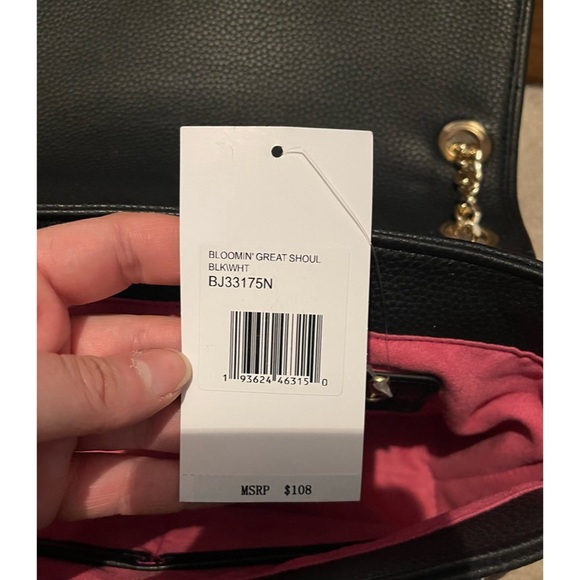 BLOOMIN' GREAT SHOUL
BLK\WHT
BJ33175N
1 93624 46315 0
MSRP $108